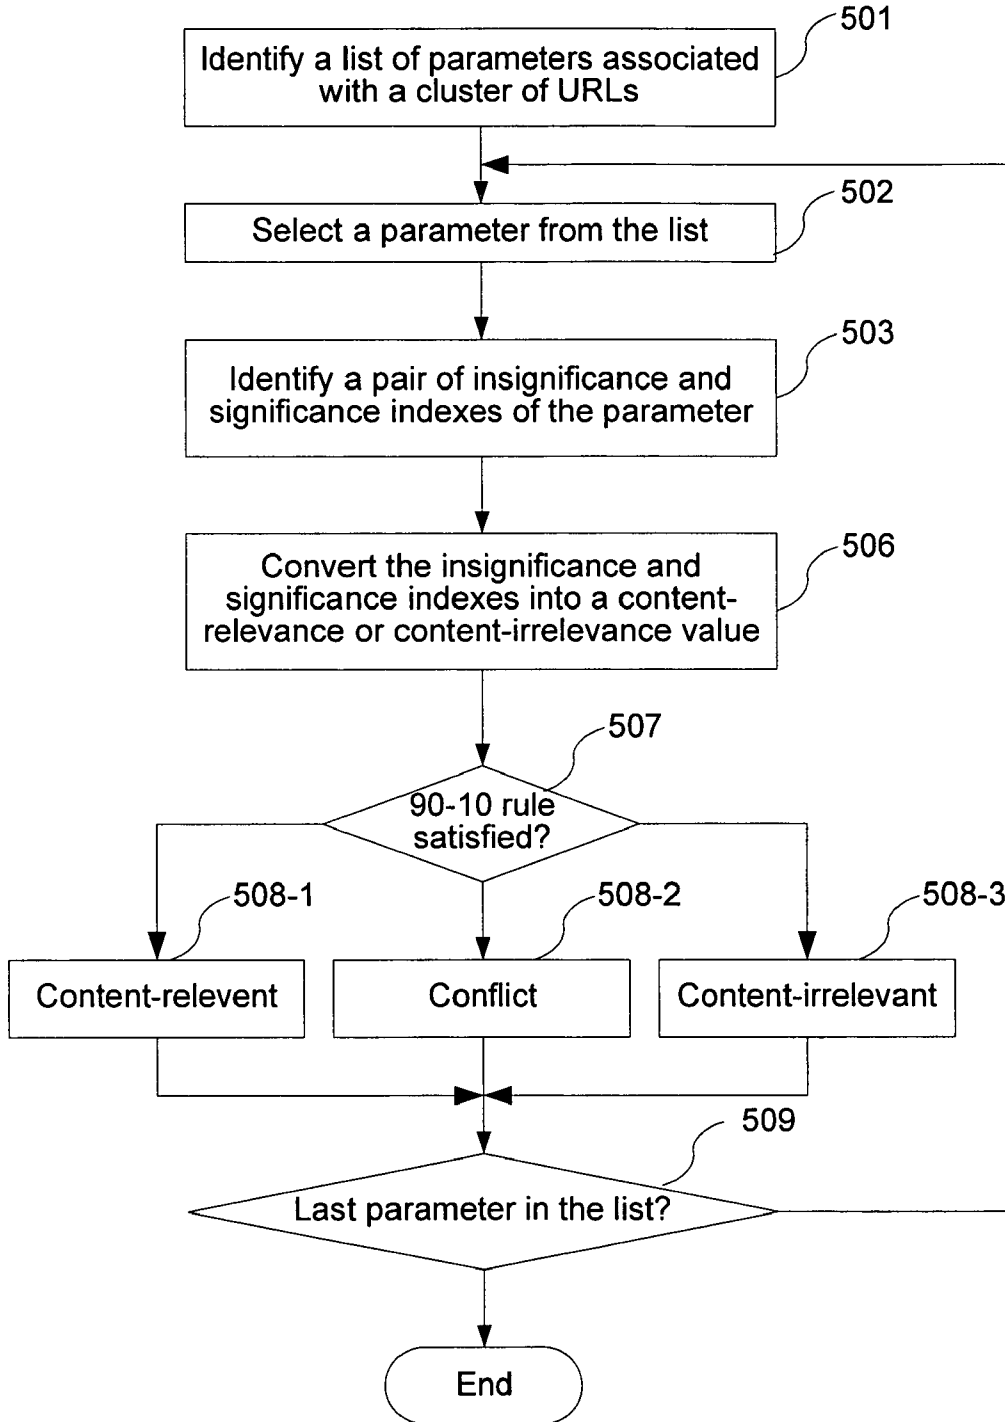 501
Identify a list of parameters associated
with a cluster of URLs
502
Select a parameter from the list
503
Identify a pair of insignificance and
significance indexes of the parameter
506
Convert the insignificance and
significance indexes into a content-
relevance or content-irrelevance value
507
90-10 rule
satisfied?
508-1
508-2
508-3
Content-relevent
Conflict
Content-irrelevant
509
Last parameter in the list?
End